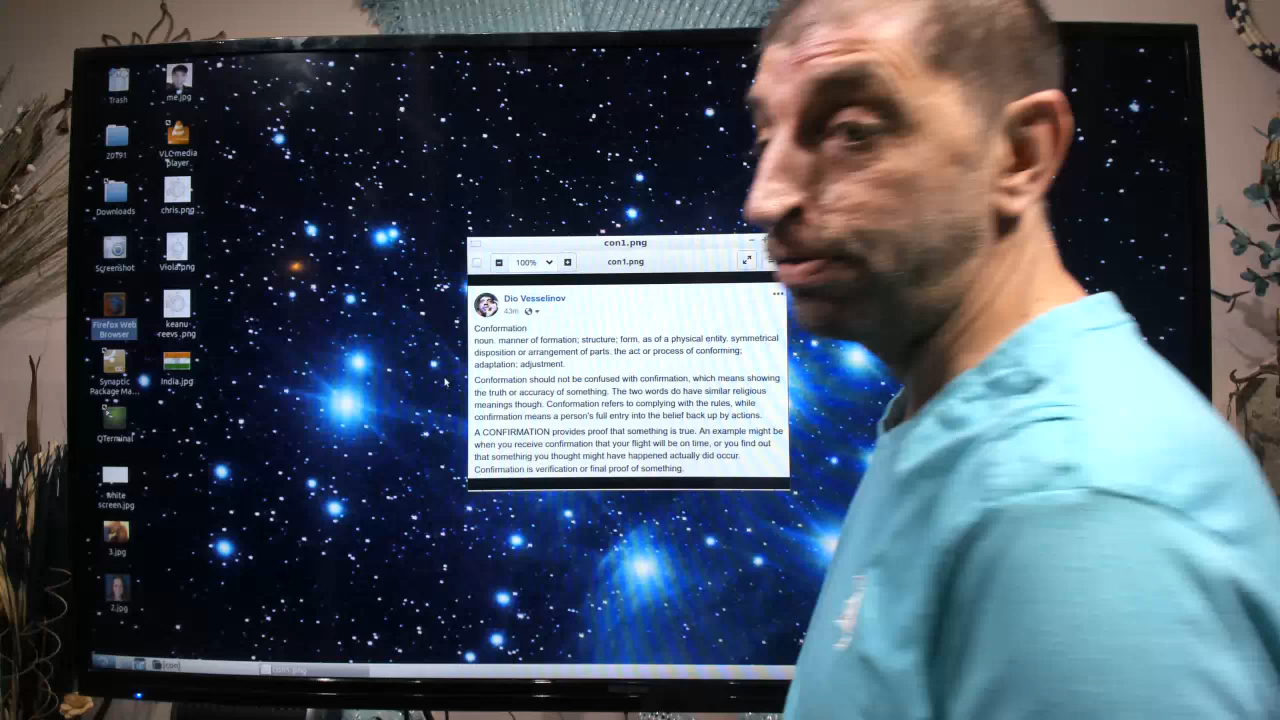 Trash
me.jpg
20191
VLC media
player
Downloads
chris.png
Screenshot
Viola.png
Firefox Web
Browser
keanu
-reevs .png
Synaptic
Package Ma...
India.jpg
QTerminal
white
screen.jpg
3.jpg
2.jpg
con1.png
100%
con1.png
Dio Vesselinov
43m
Conformation
noun. manner of formation; structure; form, as of a physical entity. symmetrical
disposition or arrangement of parts. the act or process of conforming;
adaptation; adjustment.
Conformation should not be confused with confirmation, which means showing
the truth or accuracy of something. The two words do have similar religious
meanings though. Conformation refers to complying with the rules, while
confirmation means a person's full entry into the belief back up by actions.
A CONFIRMATION provides proof that something is true. An example might be
when you receive confirmation that your flight will be on time, or you find out
that something you thought might have happened actually did occur.
Confirmation is verification or final proof of something.
[con]